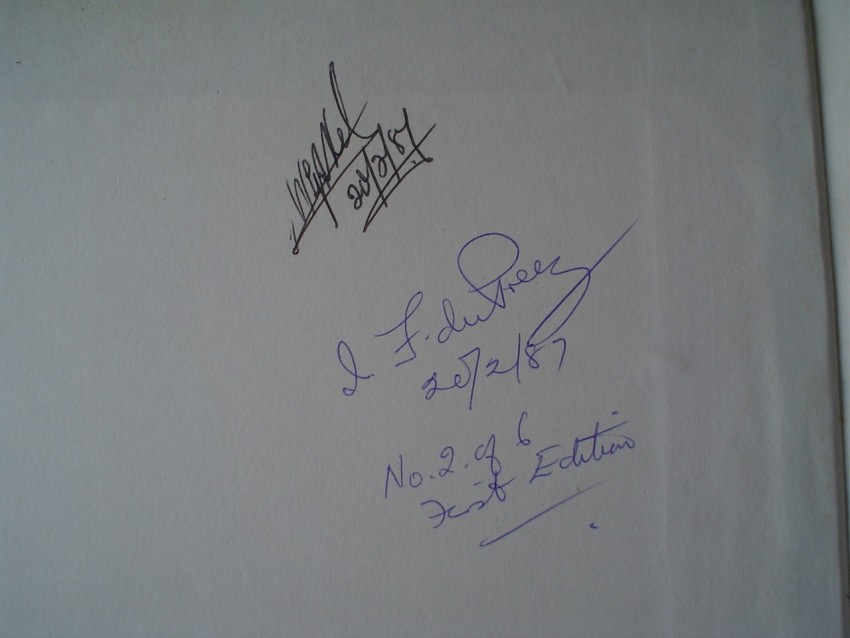 20/2/87
F. du Preez
20/2/87
No. 2. of 6
First Edition